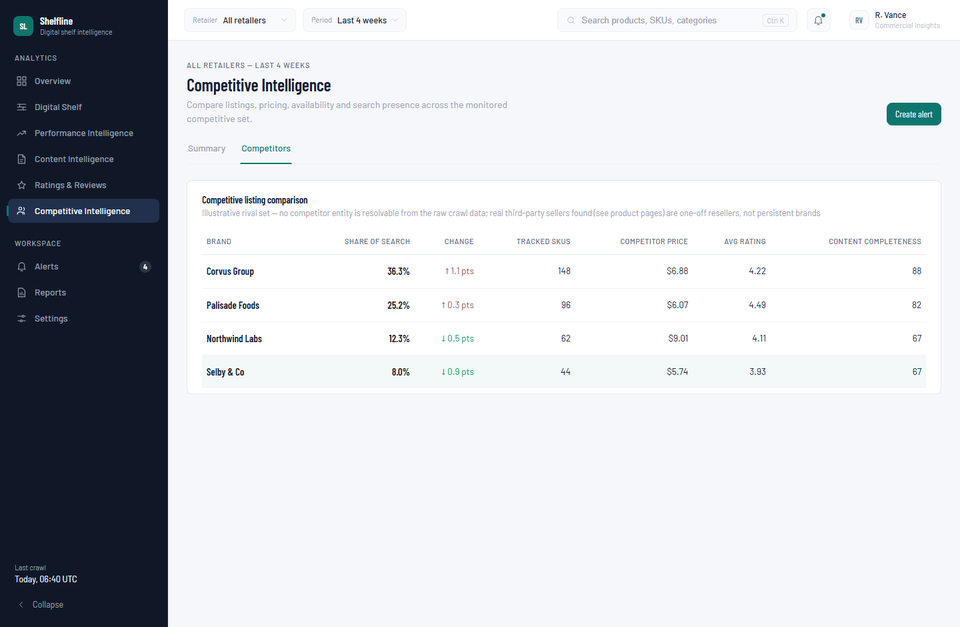 SL
Shelfline
Digital shelf intelligence
ANALYTICS
Overview
Digital Shelf
Performance Intelligence
Content Intelligence
Ratings & Reviews
Competitive Intelligence
WORKSPACE
Alerts 4
Reports
Settings
Last crawl
Today, 06:40 UTC
Collapse
Retailer All retailers
Period Last 4 weeks
Search products, SKUs, categories Ctrl K
RV
R. Vance
Commercial Insights
ALL RETAILERS — LAST 4 WEEKS
Competitive Intelligence
Compare listings, pricing, availability and search presence across the monitored
competitive set.
Create alert
Summary Competitors
Competitive listing comparison
Illustrative rival set — no competitor entity is resolvable from the raw crawl data; real third-party sellers found (see product pages) are one-off resellers, not persistent brands
BRAND SHARE OF SEARCH CHANGE TRACKED SKUS COMPETITOR PRICE AVG RATING CONTENT COMPLETENESS
Corvus Group 36.3% ↑ 1.1 pts 148 $6.88 4.22 88
Palisade Foods 25.2% ↑ 0.3 pts 96 $6.07 4.49 82
Northwind Labs 12.3% ↓ 0.5 pts 62 $9.01 4.11 67
Selby & Co 8.0% ↓ 0.9 pts 44 $5.74 3.93 67